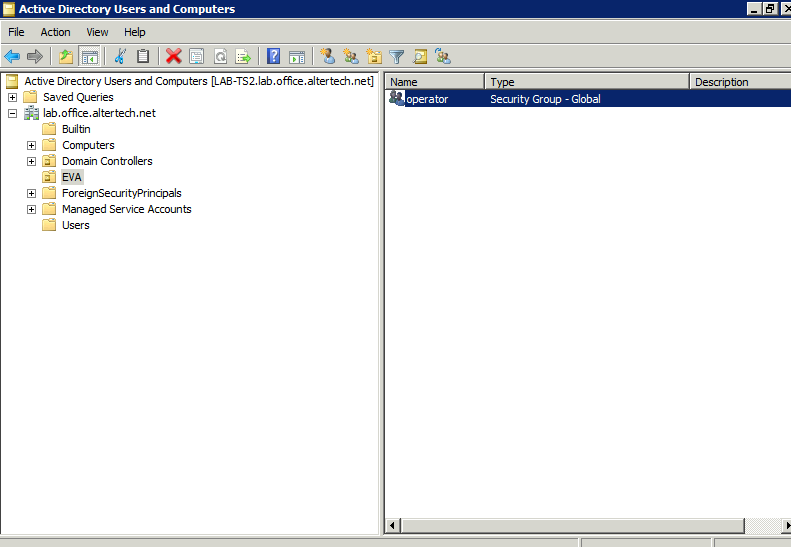 Active Directory Users and Computers
File Action View Help
Active Directory Users and Computers [LAB-TS2.lab.office.altertech.net]
Saved Queries
lab.office.altertech.net
Builtin
Computers
Domain Controllers
EVA
ForeignSecurityPrincipals
Managed Service Accounts
Users
Name Type Description
operator Security Group - Global